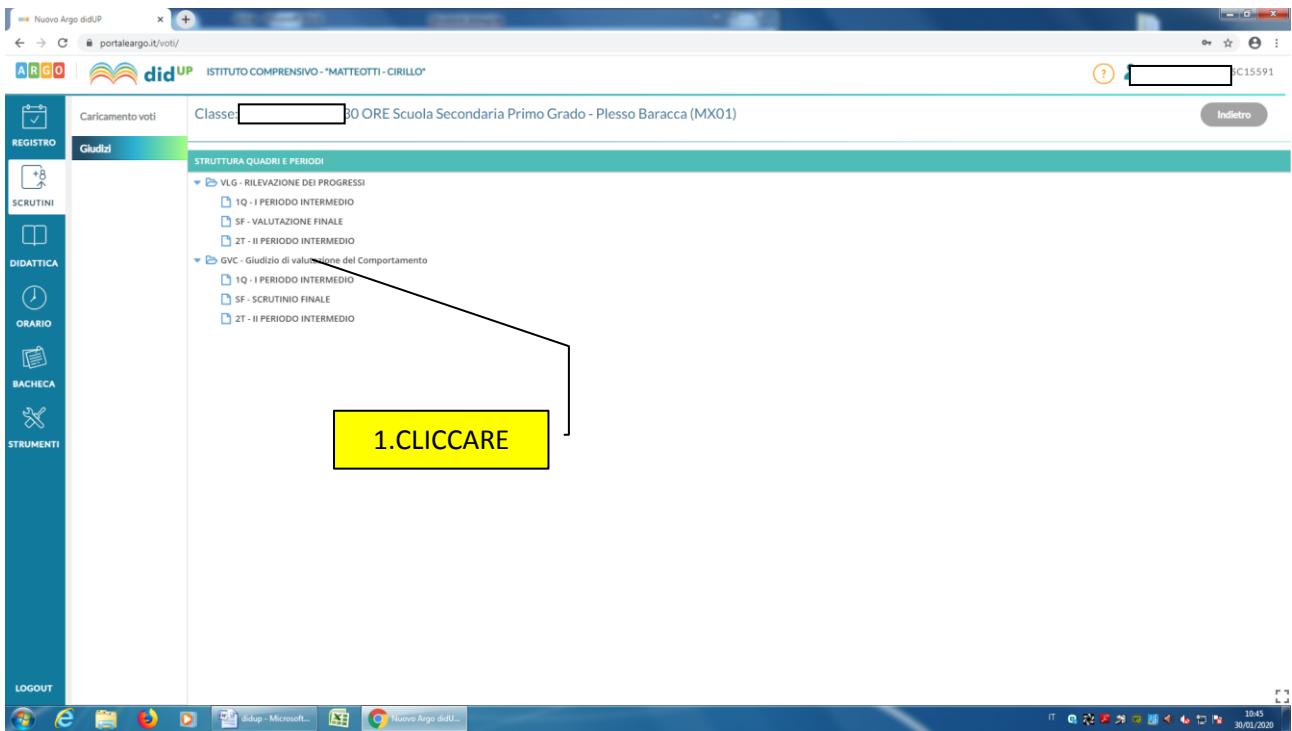 Nuovo Argo didUP
portaleargo.it/voti/
ARGO didUP ISTITUTO COMPRENSIVO - "MATTEOTTI - CIRILLO" ? SC15591
REGISTRO
SCRUTINI
DIDATTICA
ORARIO
BACHECA
STRUMENTI
LOGOUT
Caricamento voti
Giudizi
Classe: 30 ORE Scuola Secondaria Primo Grado - Plesso Baracca (MX01) Indietro
STRUTTURA QUADRI E PERIODI
VLG - RILEVAZIONE DEI PROGRESSI
1Q - I PERIODO INTERMEDIO
SF - VALUTAZIONE FINALE
2T - II PERIODO INTERMEDIO
GVC - Giudizio di valutazione del Comportamento
1Q - I PERIODO INTERMEDIO
SF - SCRUTINIO FINALE
2T - II PERIODO INTERMEDIO
1.CLICCARE
didup - Microsoft... Nuovo Argo didU... IT 10:45
30/01/2020